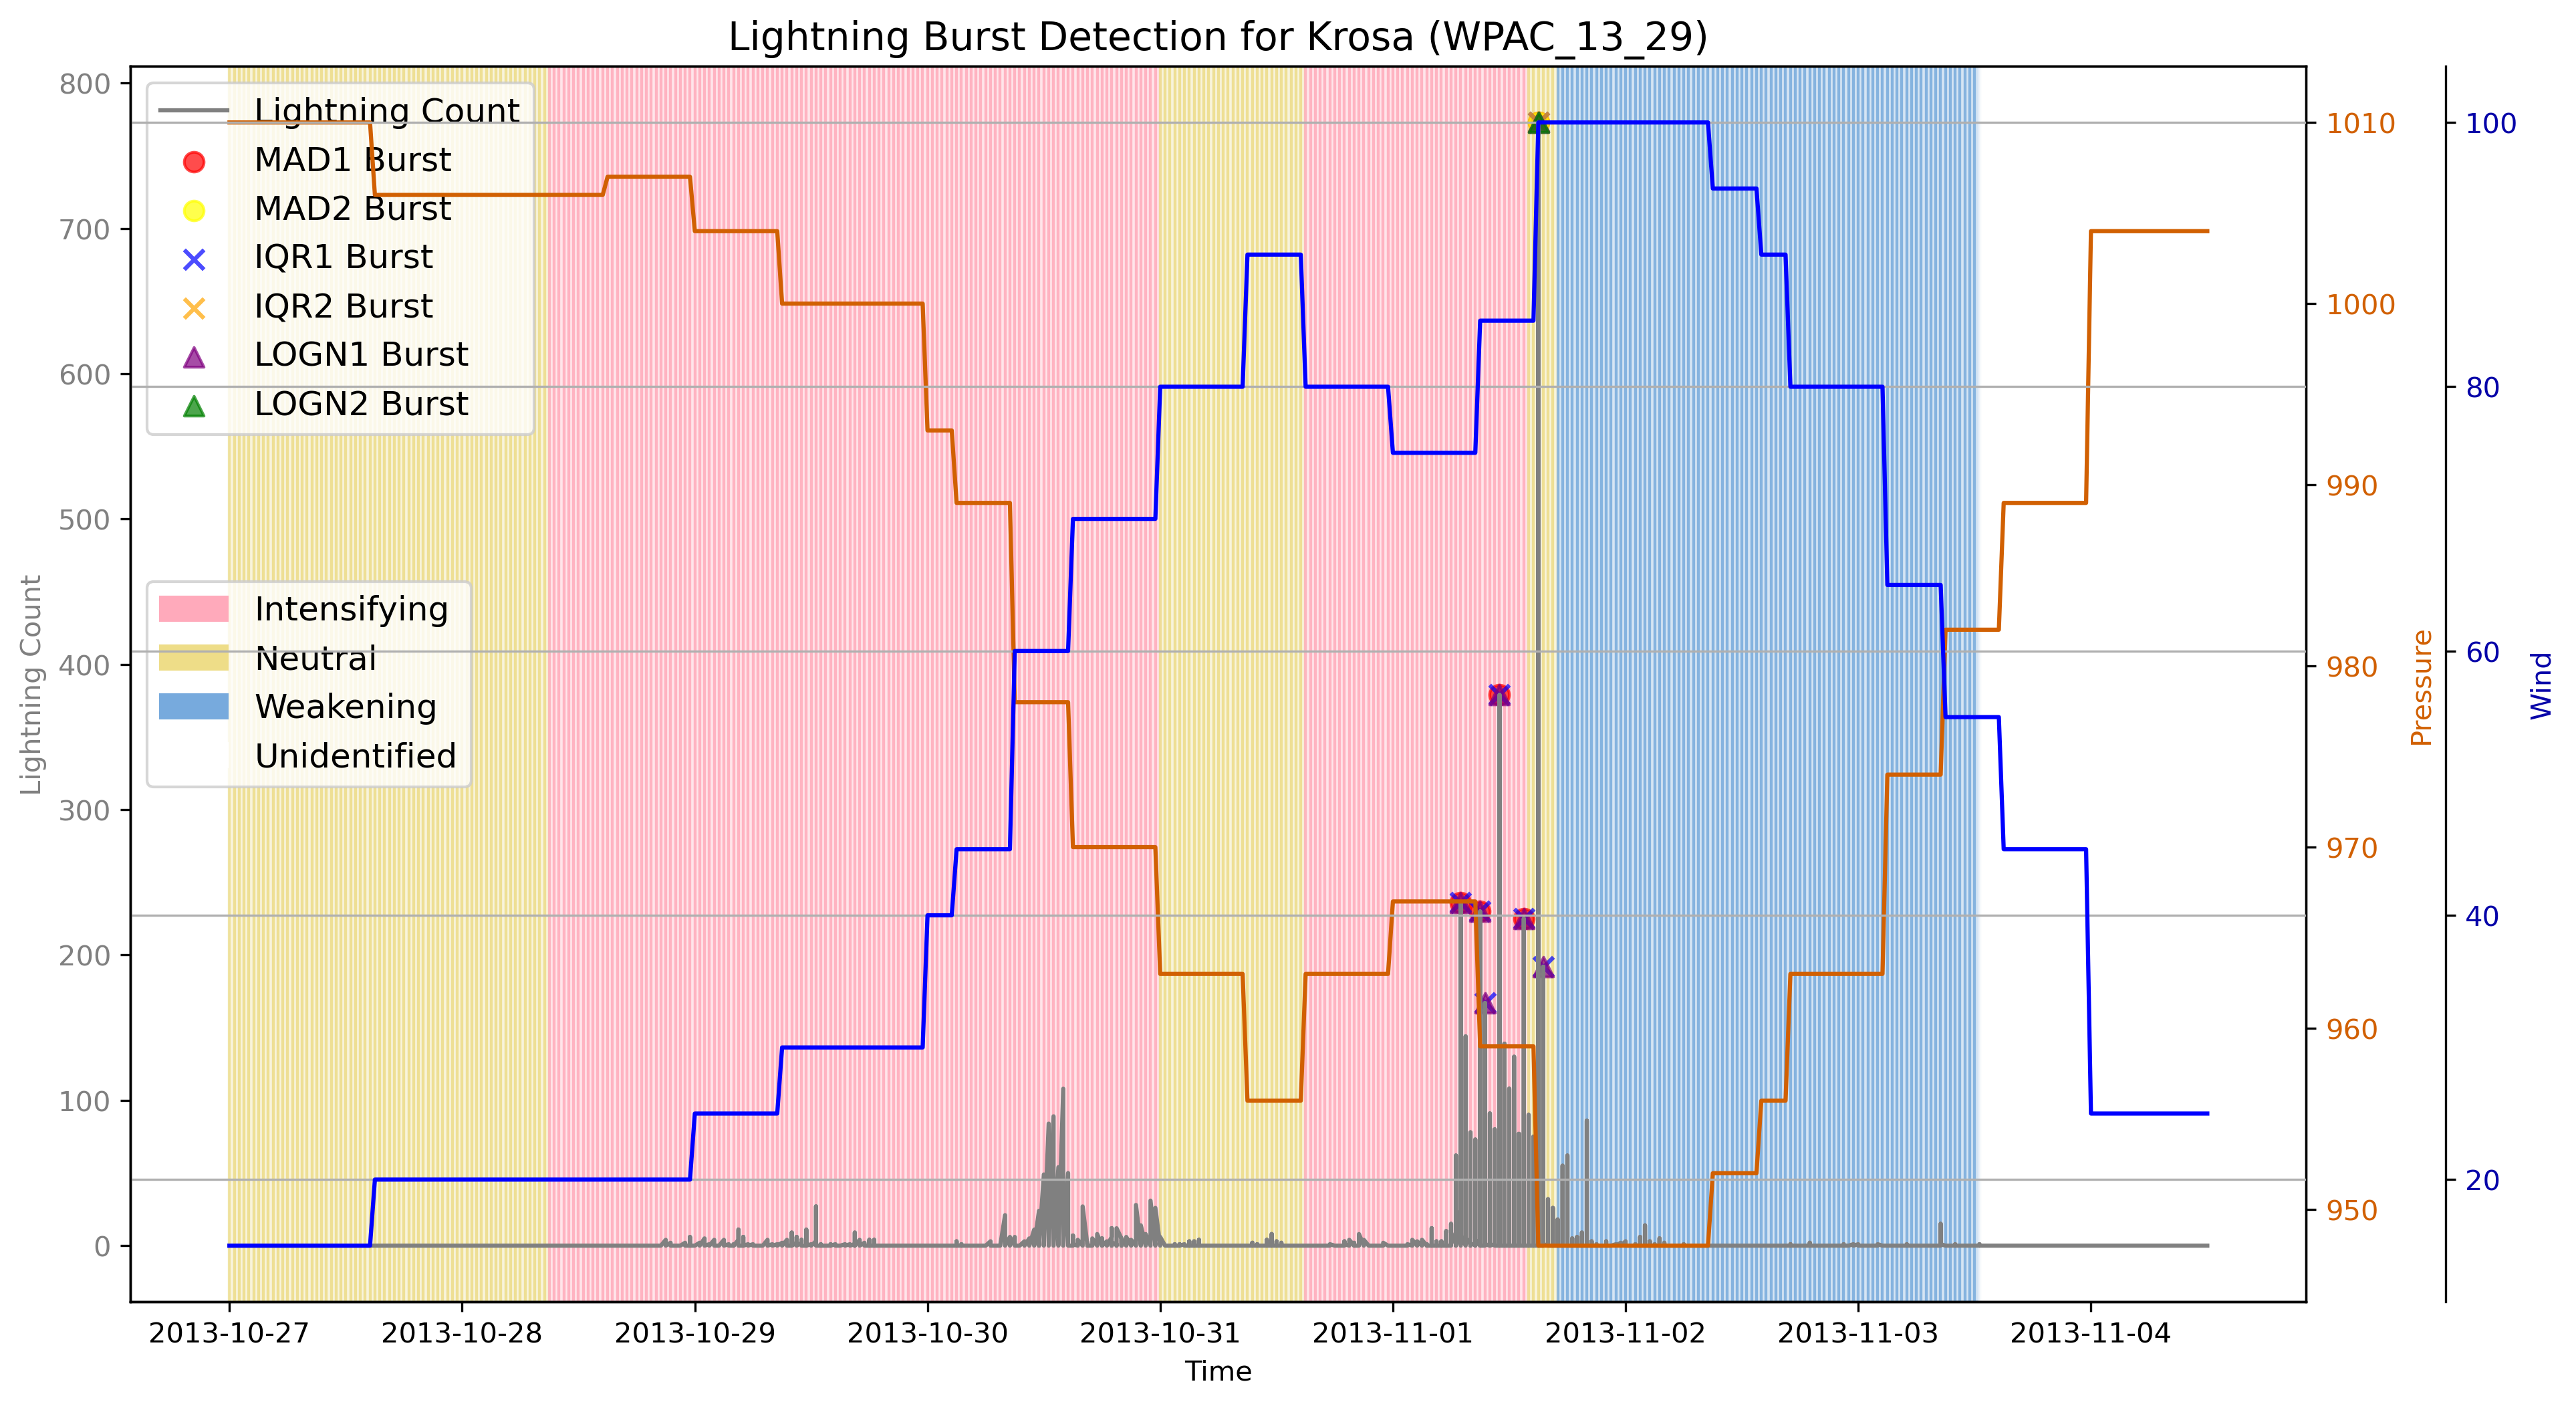 Lightning Burst Detection for Krosa (WPAC_13_29)
Lightning Count
MAD1 Burst
MAD2 Burst
IQR1 Burst
IQR2 Burst
LOGN1 Burst
LOGN2 Burst
Intensifying
Neutral
Weakening
Unidentified
800
700
600
500
400
300
200
100
0
Lightning Count
1010
1000
990
980
970
960
950
Pressure
100
80
60
40
20
Wind
2013-10-27
2013-10-28
2013-10-29
2013-10-30
2013-10-31
2013-11-01
2013-11-02
2013-11-03
2013-11-04
Time